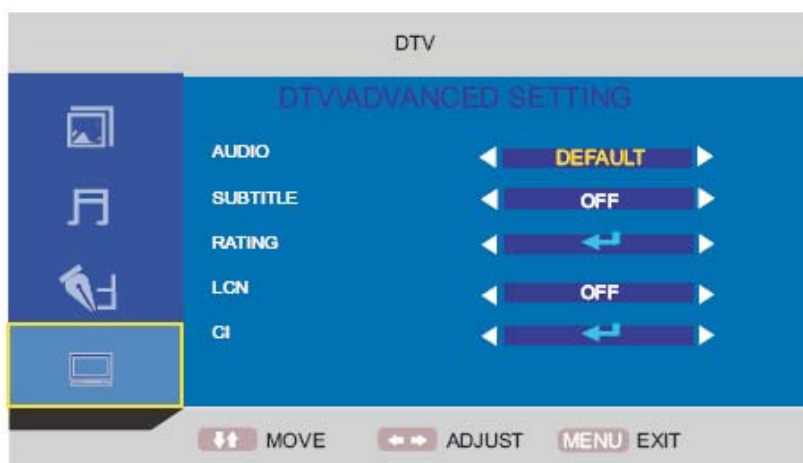 DTV
DTV\ADVANCED SETTING
AUDIO DEFAULT
SUBTITLE OFF
RATING
LCN OFF
CI
MOVE ADJUST MENU EXIT